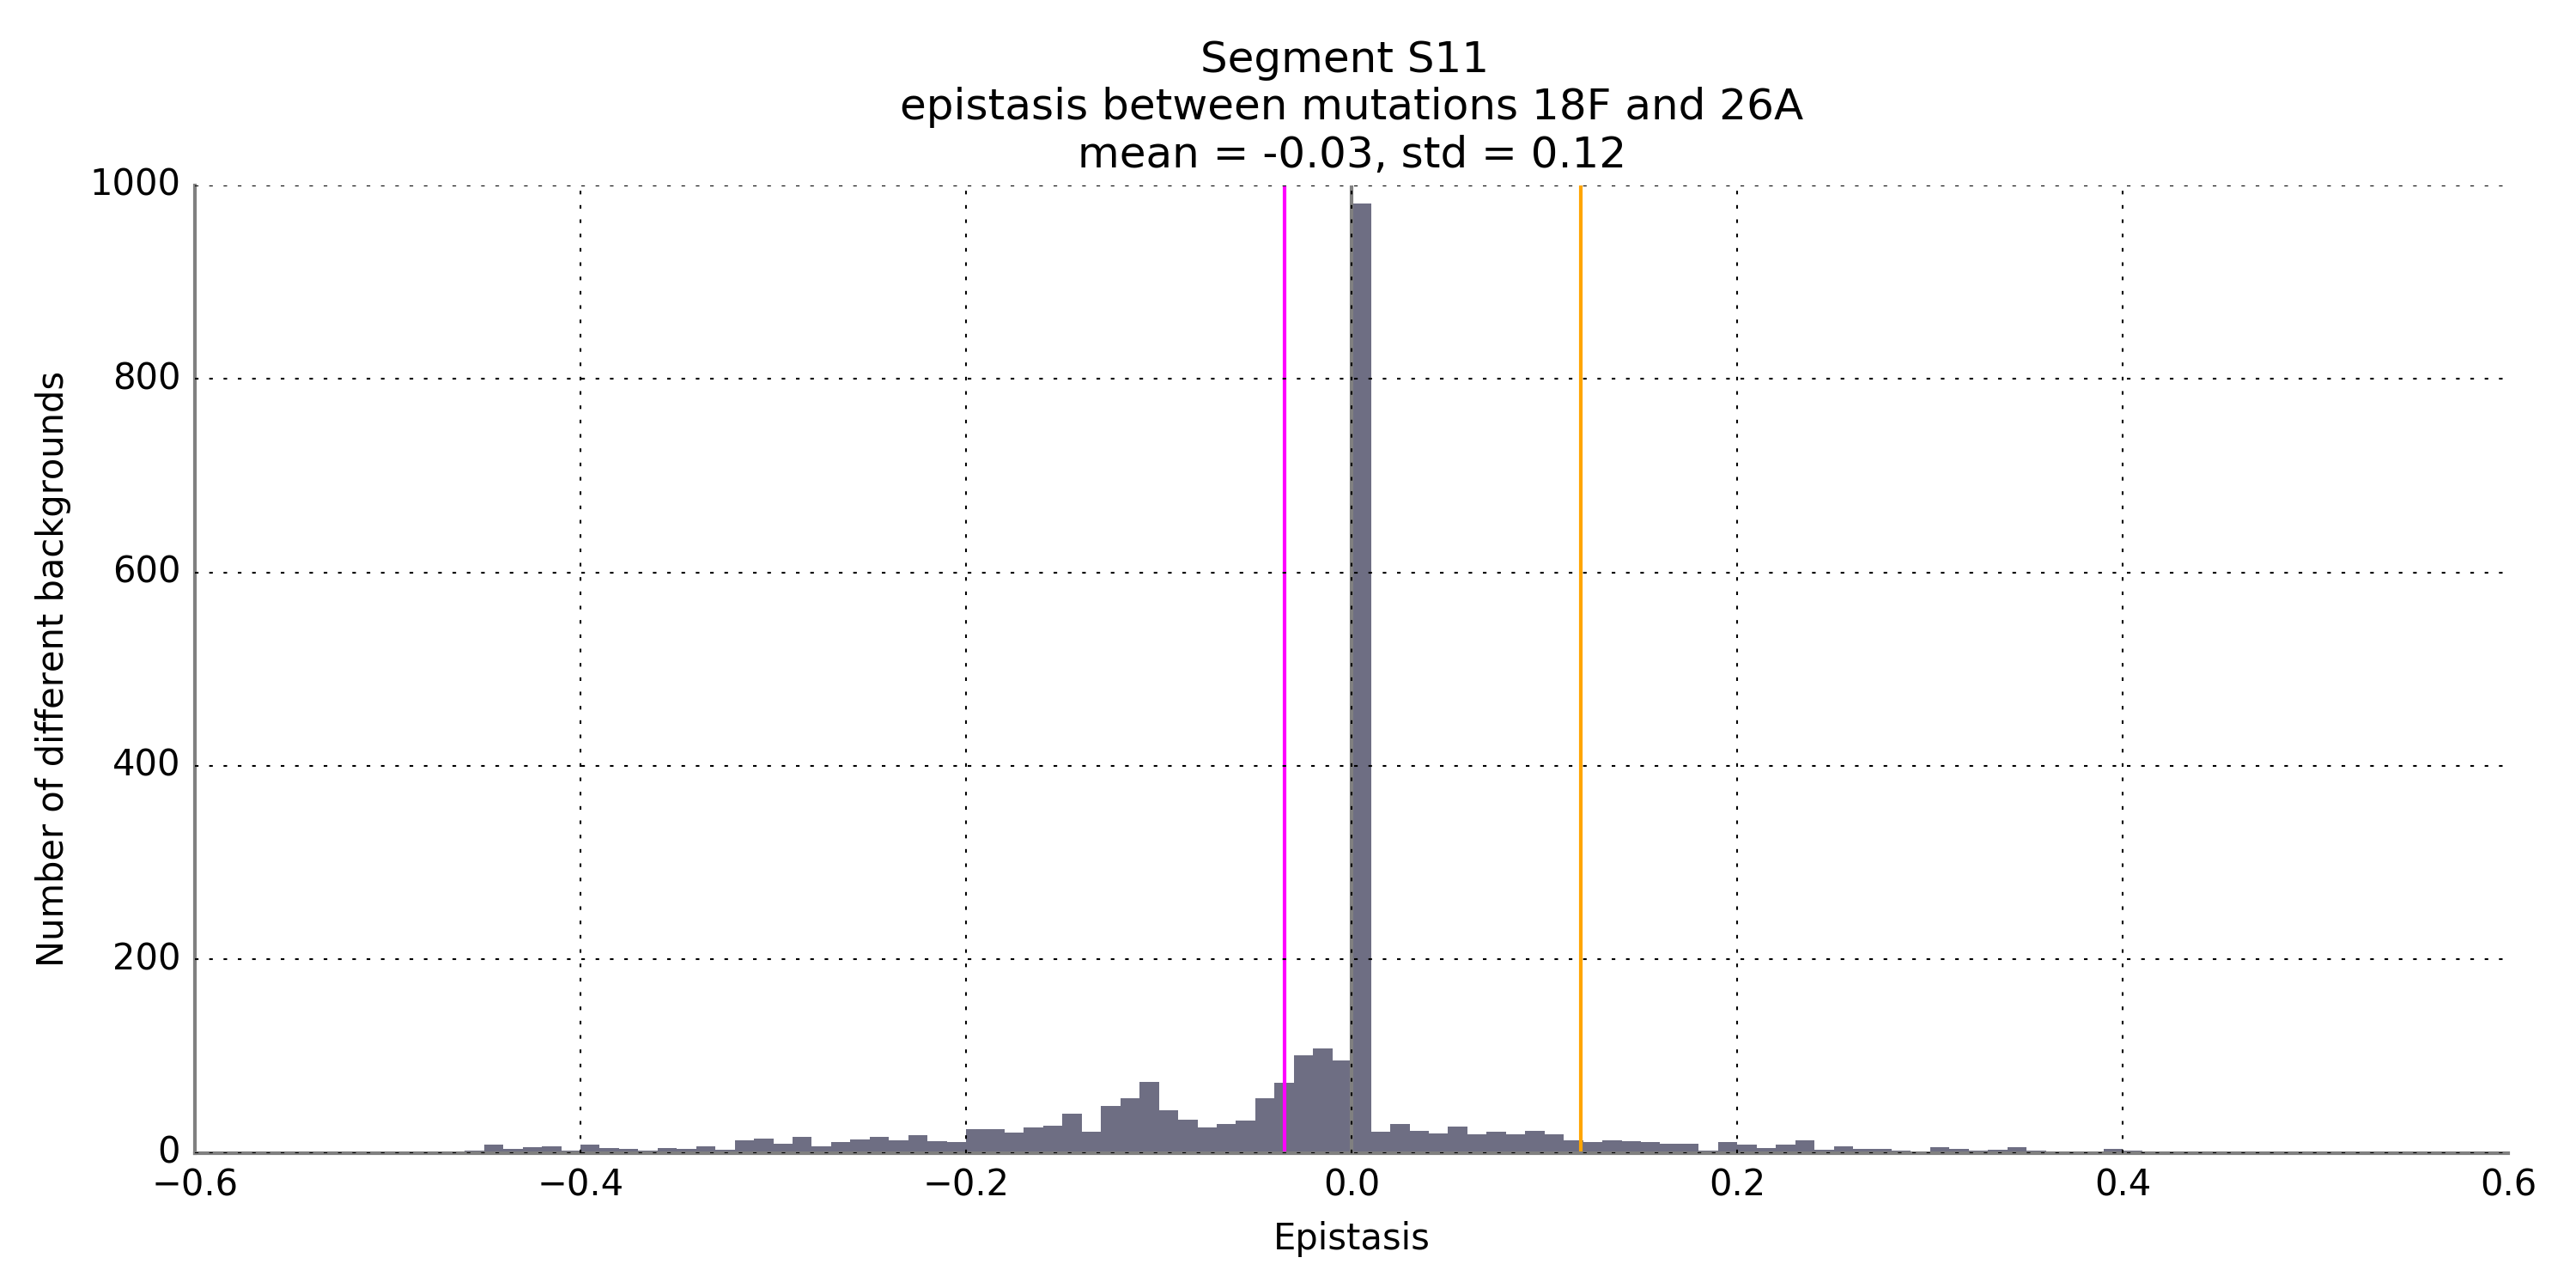 Segment S11
epistasis between mutations 18F and 26A
mean = -0.03, std = 0.12
1000
800
600
400
200
0
Number of different backgrounds
−0.6 −0.4 −0.2 0.0 0.2 0.4 0.6
Epistasis